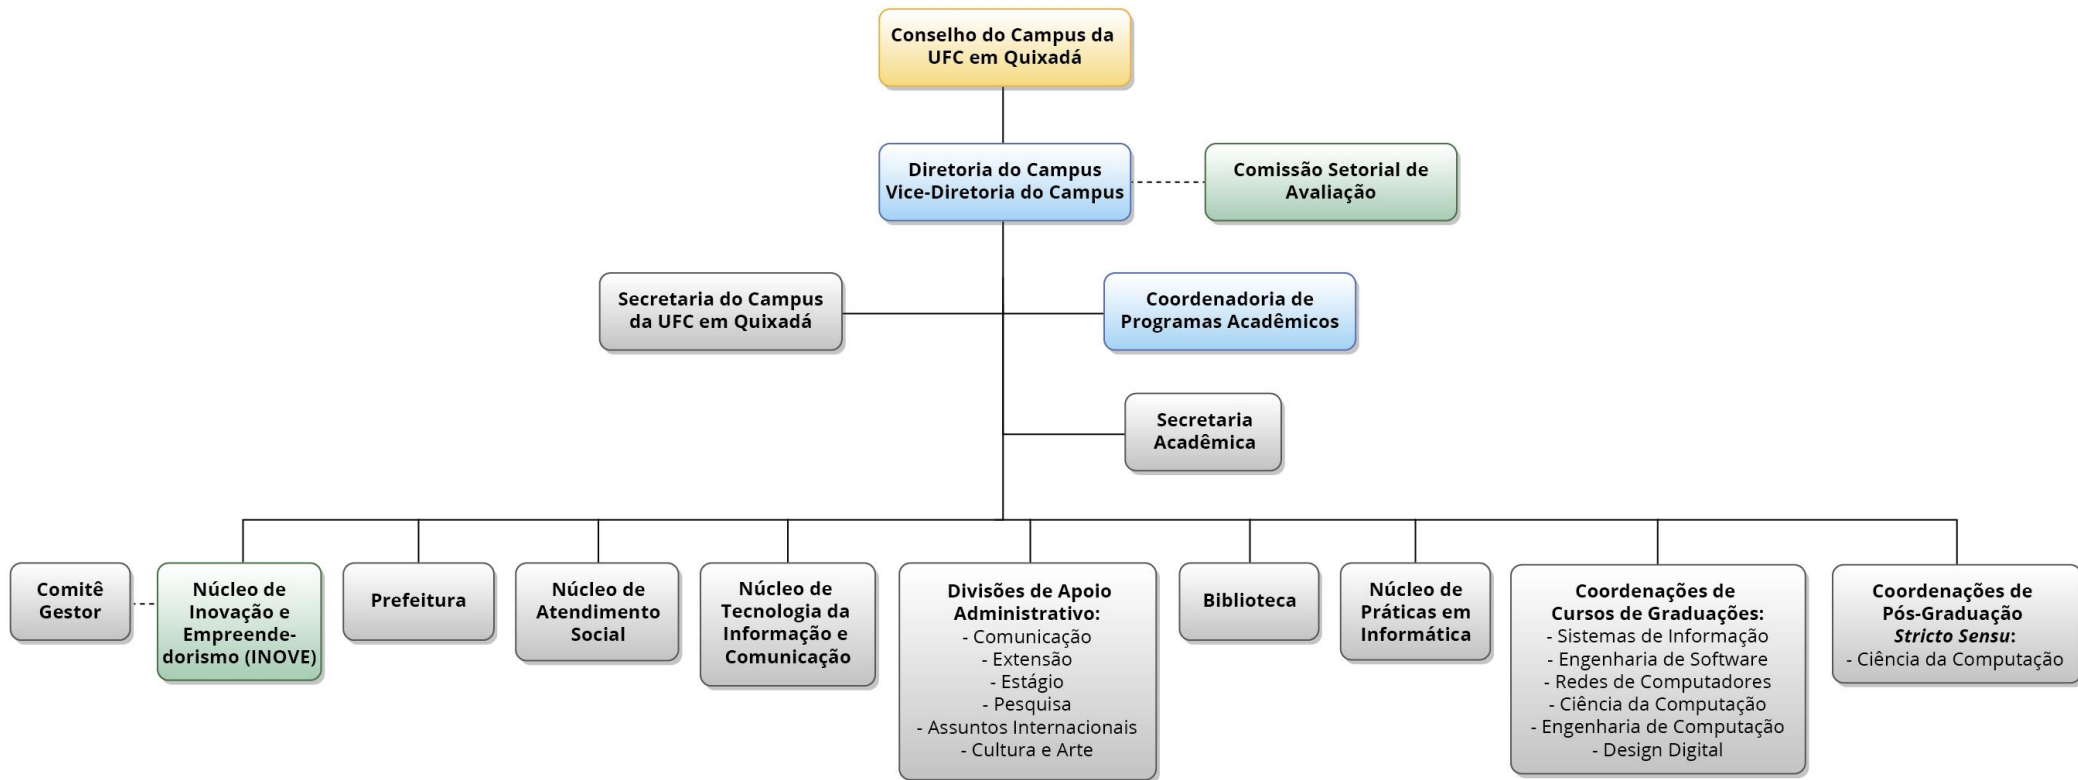 Conselho do Campus da
UFC em Quixadá
Diretoria do Campus
Vice-Diretoria do Campus
Comissão Setorial de
Avaliação
Secretaria do Campus
da UFC em Quixadá
Coordenadoria de
Programas Acadêmicos
Secretaria
Acadêmica
Comitê
Gestor
Núcleo de
Inovação e
Empreende-
dorismo (INOVE)
Prefeitura
Núcleo de
Atendimento
Social
Núcleo de
Tecnologia da
Informação e
Comunicação
Divisões de Apoio
Administrativo:
- Comunicação
- Extensão
- Estágio
- Pesquisa
- Assuntos Internacionais
- Cultura e Arte
Biblioteca
Núcleo de
Práticas em
Informática
Coordenações de
Cursos de Graduações:
- Sistemas de Informação
- Engenharia de Software
- Redes de Computadores
- Ciência da Computação
- Engenharia de Computação
- Design Digital
Coordenações de
Pós-Graduação
Stricto Sensu:
- Ciência da Computação